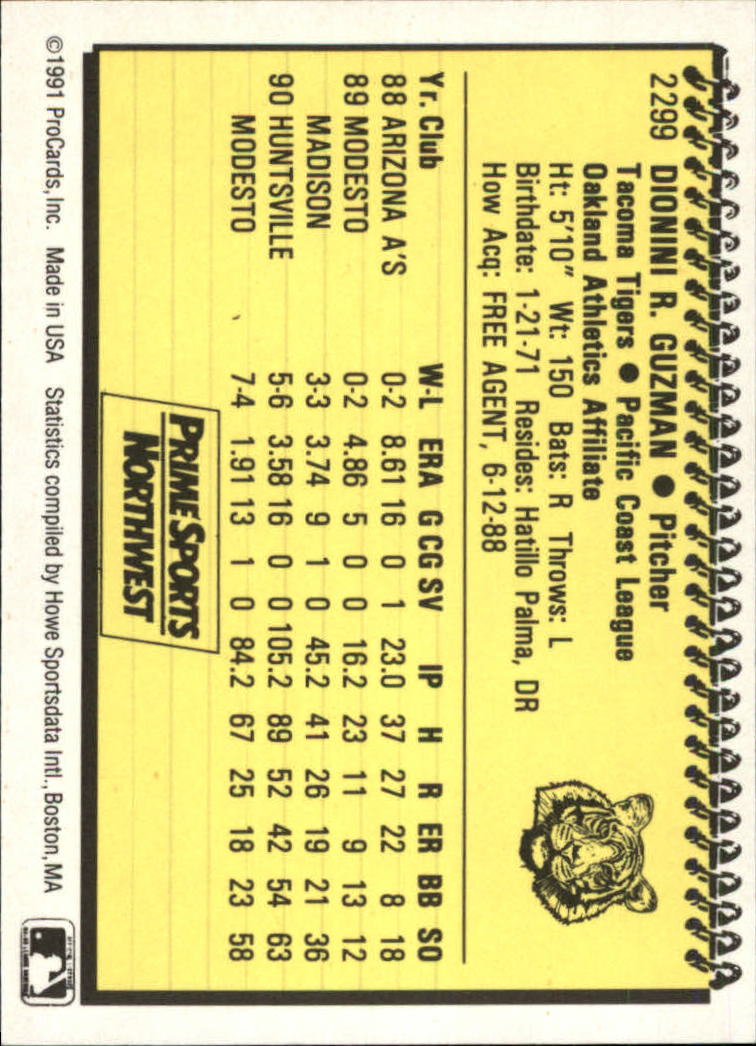 2299 DIONINI R. GUZMAN ● Pitcher
Tacoma Tigers ● Pacific Coast League
Oakland Athletics Affiliate
Ht: 5'10" Wt: 150 Bats: R Throws: L
Birthdate: 1-21-71 Resides: Hatillo Palma, DR
How Acq: FREE AGENT, 6-12-88
Yr. Club W-L ERA G CG SV IP H R ER BB SO
88 ARIZONA A'S 0-2 8.61 16 0 1 23.0 37 27 22 8 18
89 MODESTO 0-2 4.86 5 0 0 16.2 23 11 9 13 12
MADISON 3-3 3.74 9 1 0 45.2 41 26 19 21 36
90 HUNTSVILLE 5-6 3.58 16 0 0 105.2 89 52 42 54 63
MODESTO 7-4 1.91 13 1 0 84.2 67 25 18 23 58
PRIME SPORTS
NORTHWEST
©1991 ProCards, Inc. Made in USA Statistics compiled by Howe Sportsdata Intl., Boston, MA